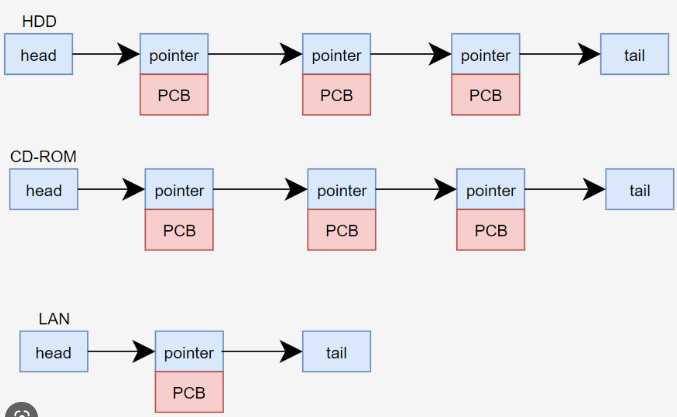 HDD
head pointer pointer pointer tail
PCB PCB PCB
CD-ROM
head pointer pointer pointer tail
PCB PCB PCB
LAN
head pointer tail
PCB